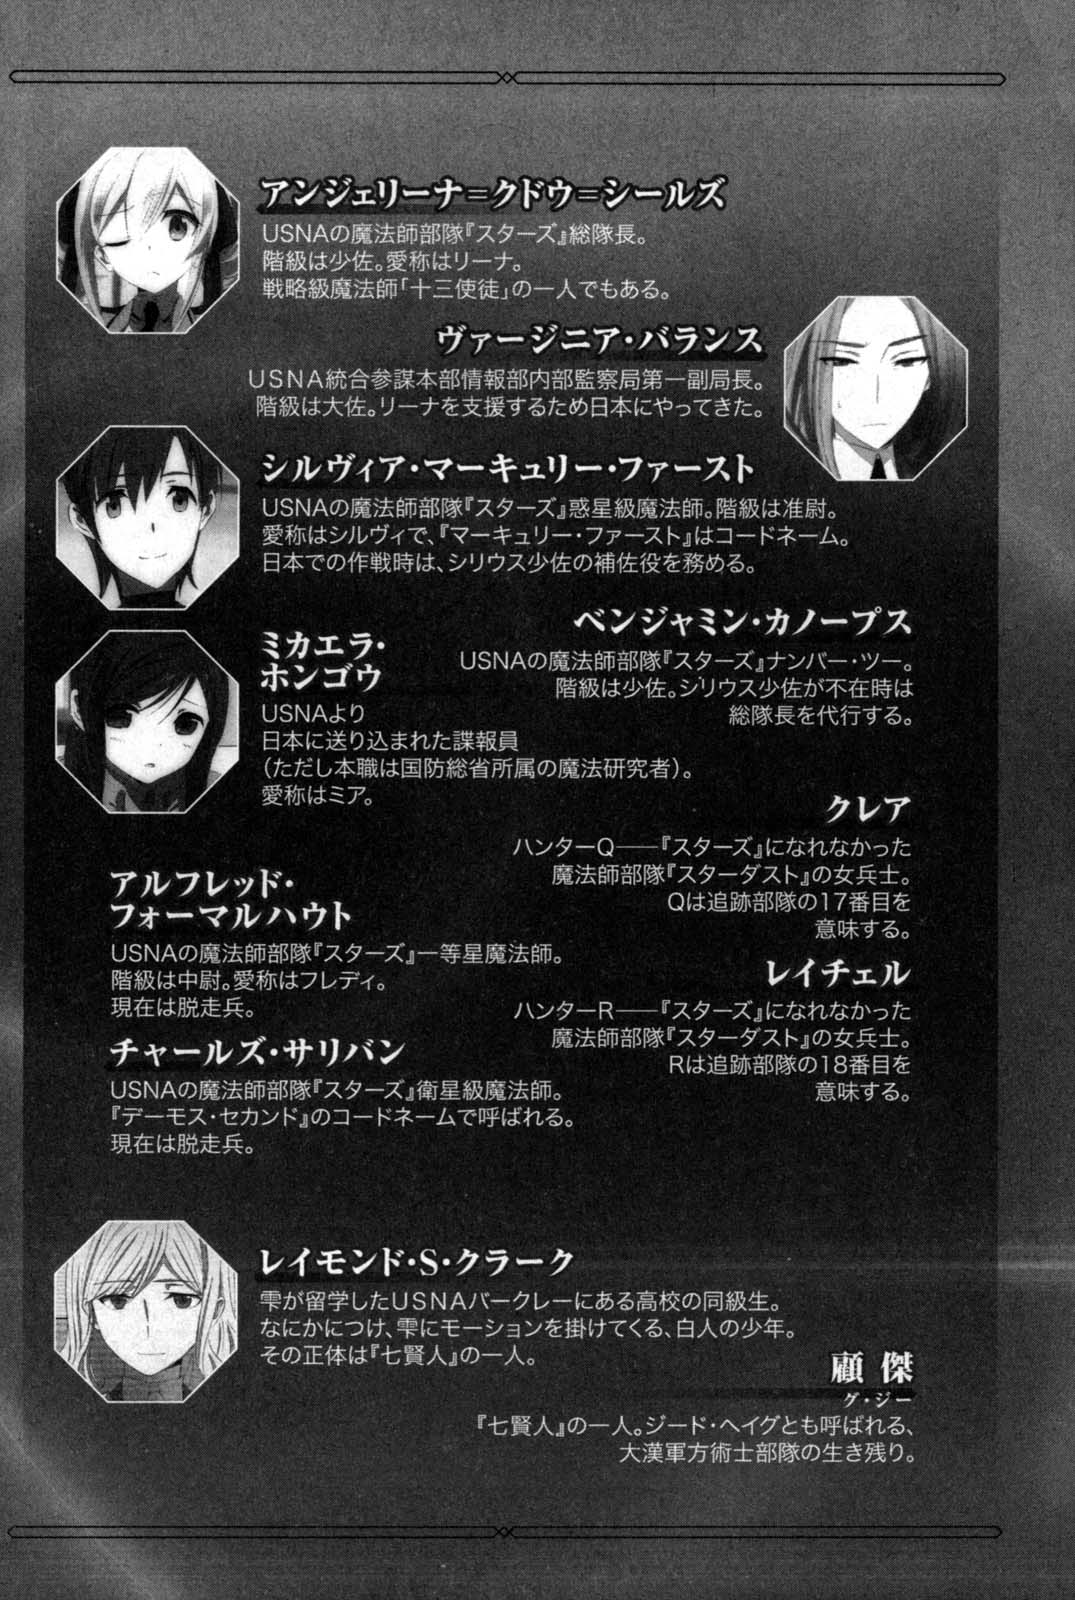 アンジェリーナ=クドウ=シールズ
USNAの魔法師部隊『スターズ』総隊長。
階級は少佐。愛称はリーナ。
戦略級魔法師「十三使徒」の一人でもある。
ヴァージニア・バランス
USNA統合参謀本部情報部内部監察局第一副局長。
階級は大佐。リーナを支援するため日本にやってきた。
シルヴィア・マーキュリー・ファースト
USNAの魔法師部隊『スターズ』惑星級魔法師。階級は准尉。
愛称はシルヴィで、『マーキュリー・ファースト』はコードネーム。
日本での作戦時は、シリウス少佐の補佐役を務める。
ベンジャミン・カノープス
USNAの魔法師部隊『スターズ』ナンバー・ツー。
階級は少佐。シリウス少佐が不在時は
総隊長を代行する。
ミカエラ・
ホンゴウ
USNAより
日本に送り込まれた諜報員
(ただし本職は国防総省所属の魔法研究者)。
愛称はミア。
クレア
ハンターQ――『スターズ』になれなかった
魔法師部隊『スターダスト』の女兵士。
Qは追跡部隊の17番目を
意味する。
アルフレッド・
フォーマルハウト
USNAの魔法師部隊『スターズ』一等星魔法師。
階級は中尉。愛称はフレディ。
現在は脱走兵。
レイチェル
ハンターR――『スターズ』になれなかった
魔法師部隊『スターダスト』の女兵士。
Rは追跡部隊の18番目を
意味する。
チャールズ・サリバン
USNAの魔法師部隊『スターズ』衛星級魔法師。
『デーモス・セカンド』のコードネームで呼ばれる。
現在は脱走兵。
レイモンド・S・クラーク
雫が留学したUSNAバークレーにある高校の同級生。
なにかにつけ、雫にモーションを掛けてくる、白人の少年。
その正体は『七賢人』の一人。
顧傑
グ・ジー
『七賢人』の一人。ジード・ヘイグとも呼ばれる、
大漢軍方術士部隊の生き残り。